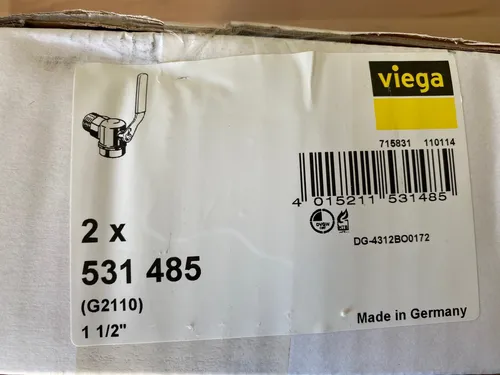 viega
715831 110114
4 015211 531485
DG-4312BO0172
2 x
531 485
(G2110)
1 1/2"
Made in Germany